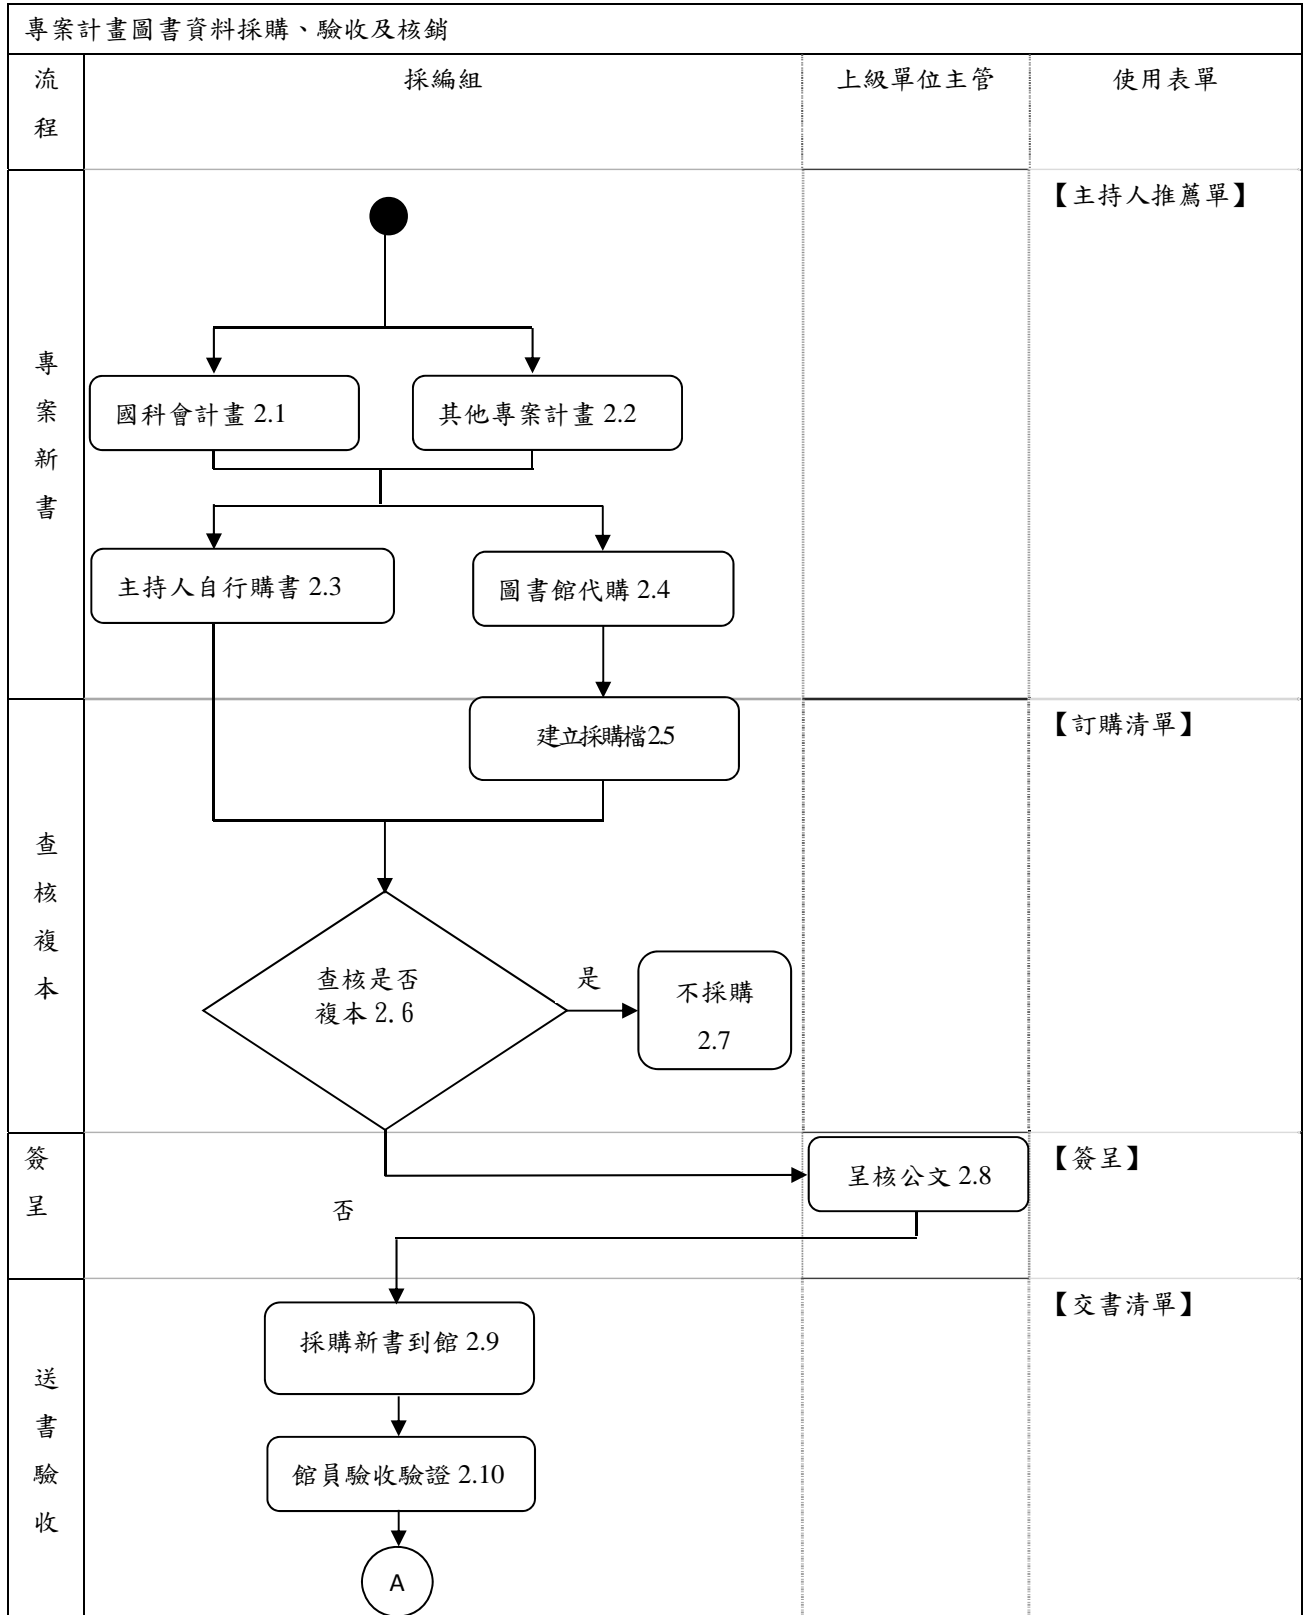 專案計畫圖書資料採購、驗收及核銷
流程
採編組
上級單位主管
使用表單
專案新書
【主持人推薦單】
國科會計畫 2.1
其他專案計畫 2.2
主持人自行購書 2.3
圖書館代購 2.4
查核複本
建立採購檔2.5
【訂購清單】
查核是否
複本 2.6
是
不採購
2.7
簽呈
否
呈核公文 2.8
【簽呈】
送書驗收
採購新書到館 2.9
【交書清單】
館員驗收驗證 2.10
A